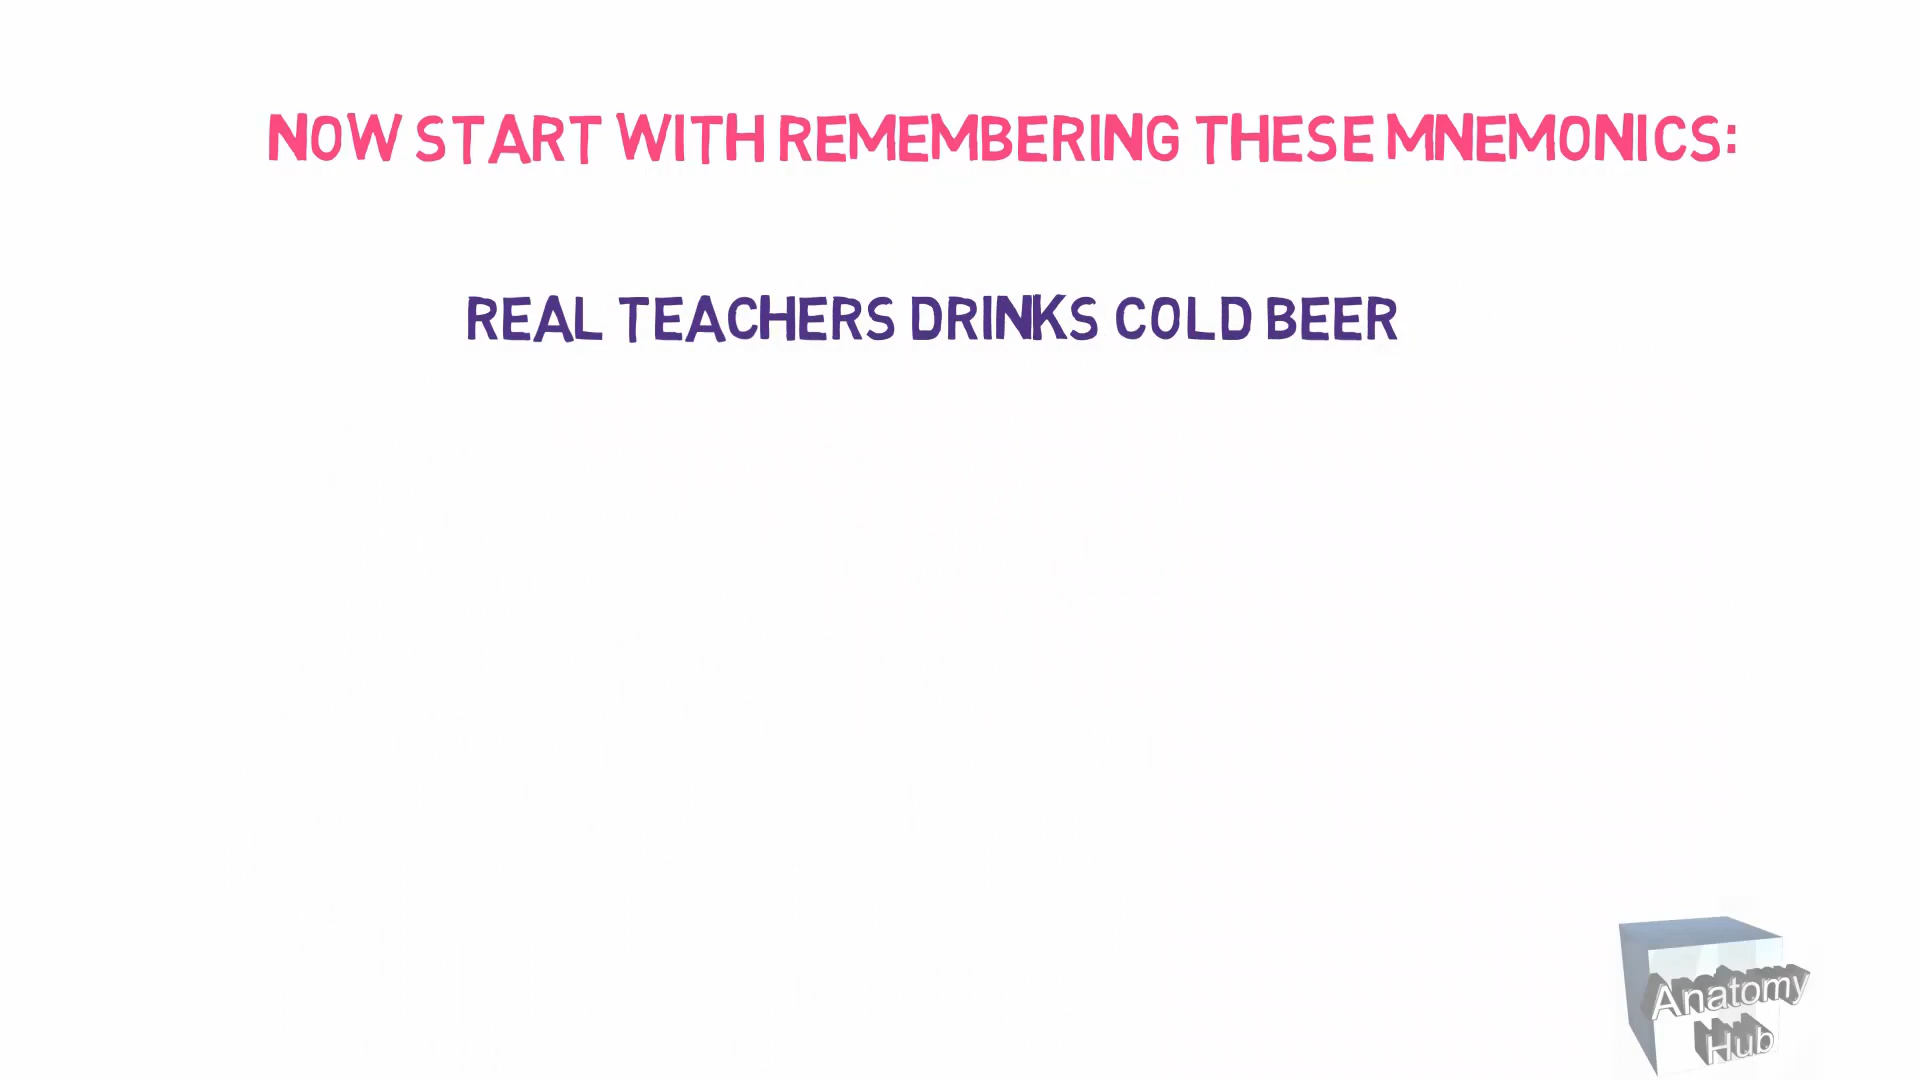 NOW START WITH REMEMBERING THESE MNEMONICS:
REAL TEACHERS DRINKS COLD BEER
Anatomy
Hub